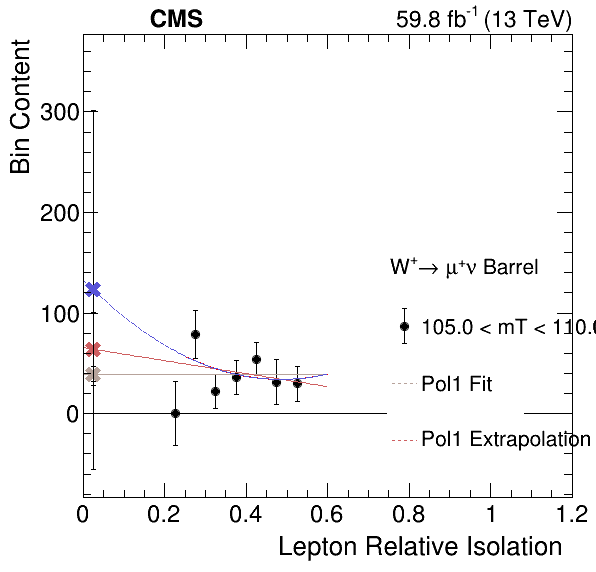 CMS
59.8 fb⁻¹ (13 TeV)
Bin Content
300
200
100
0
W⁺→ μ⁺ν Barrel
105.0 < mT < 110.0
Pol1 Fit
Pol1 Extrapolation
0 0.2 0.4 0.6 0.8 1 1.2
Lepton Relative Isolation